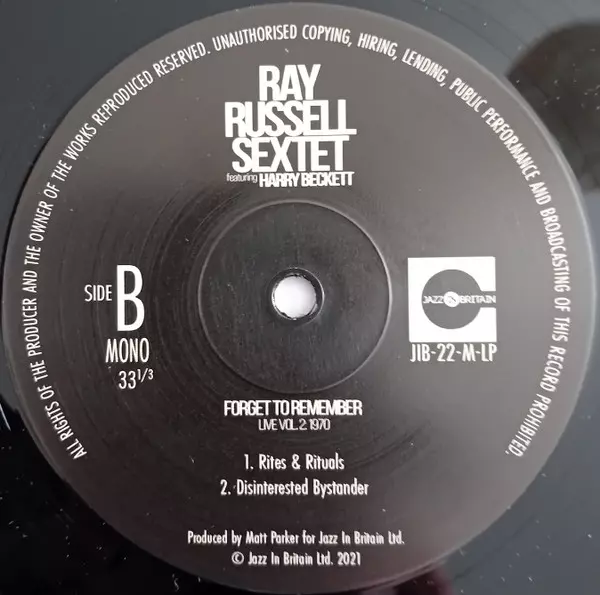 ALL RIGHTS OF THE PRODUCER AND THE OWNER OF THE WORKS REPRODUCED RESERVED. UNAUTHORISED COPYING, HIRING, LENDING, PUBLIC PERFORMANCE AND BROADCASTING OF THIS RECORD PROHIBITED.
RAY
RUSSELL
SEXTET
featuring HARRY BECKETT
SIDE B
MONO
33 1/3
JAZZ IN BRITAIN
JIB-22-M-LP
FORGET TO REMEMBER
LIVE VOL. 2: 1970
1. Rites & Rituals
2. Disinterested Bystander
Produced by Matt Parker for Jazz In Britain Ltd.
© Jazz In Britain Ltd. 2021